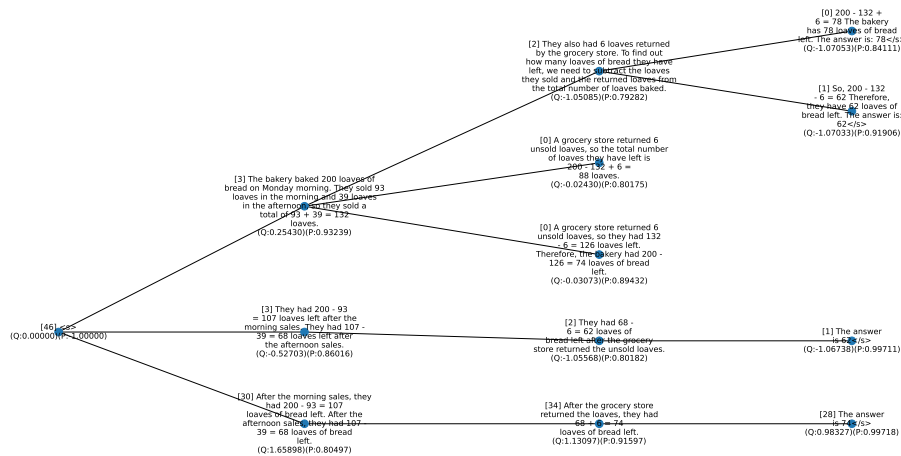 [0] 200 - 132 +
6 = 78 The bakery
has 78 loaves of bread
left. The answer is: 78</s>
(Q:-1.07053)(P:0.84111)
[2] They also had 6 loaves returned
by the grocery store. To find out
how many loaves of bread they have
left, we need to subtract the loaves
they sold and the returned loaves from
the total number of loaves baked.
(Q:-1.05085)(P:0.79282)
[1] So, 200 - 132
- 6 = 62 Therefore,
they have 62 loaves of
bread left. The answer is:
62</s>
(Q:-1.07033)(P:0.91906)
[0] A grocery store returned 6
unsold loaves, so the total number
of loaves they have left is
200 - 132 + 6 =
88 loaves.
(Q:-0.02430)(P:0.80175)
[3] The bakery baked 200 loaves of
bread on Monday morning. They sold 93
loaves in the morning and 39 loaves
in the afternoon, so they sold a
total of 93 + 39 = 132
loaves.
(Q:0.25430)(P:0.93239)
[0] A grocery store returned 6
unsold loaves, so they had 132
- 6 = 126 loaves left.
Therefore, the bakery had 200 -
126 = 74 loaves of bread
left.
(Q:-0.03073)(P:0.89432)
[46] <s>
(Q:0.00000)(P:-1.00000)
[3] They had 200 - 93
= 107 loaves left after the
morning sales. They had 107 -
39 = 68 loaves left after
the afternoon sales.
(Q:-0.52703)(P:0.86016)
[2] They had 68 -
6 = 62 loaves of
bread left after the grocery
store returned the unsold loaves.
(Q:-1.05568)(P:0.80182)
[1] The answer
is 62</s>
(Q:-1.06738)(P:0.99711)
[30] After the morning sales, they
had 200 - 93 = 107
loaves of bread left. After the
afternoon sales, they had 107 -
39 = 68 loaves of bread
left.
(Q:1.65898)(P:0.80497)
[34] After the grocery store
returned the loaves, they had
68 + 6 = 74
loaves of bread left.
(Q:1.13097)(P:0.91597)
[28] The answer
is 74</s>
(Q:0.98327)(P:0.99718)